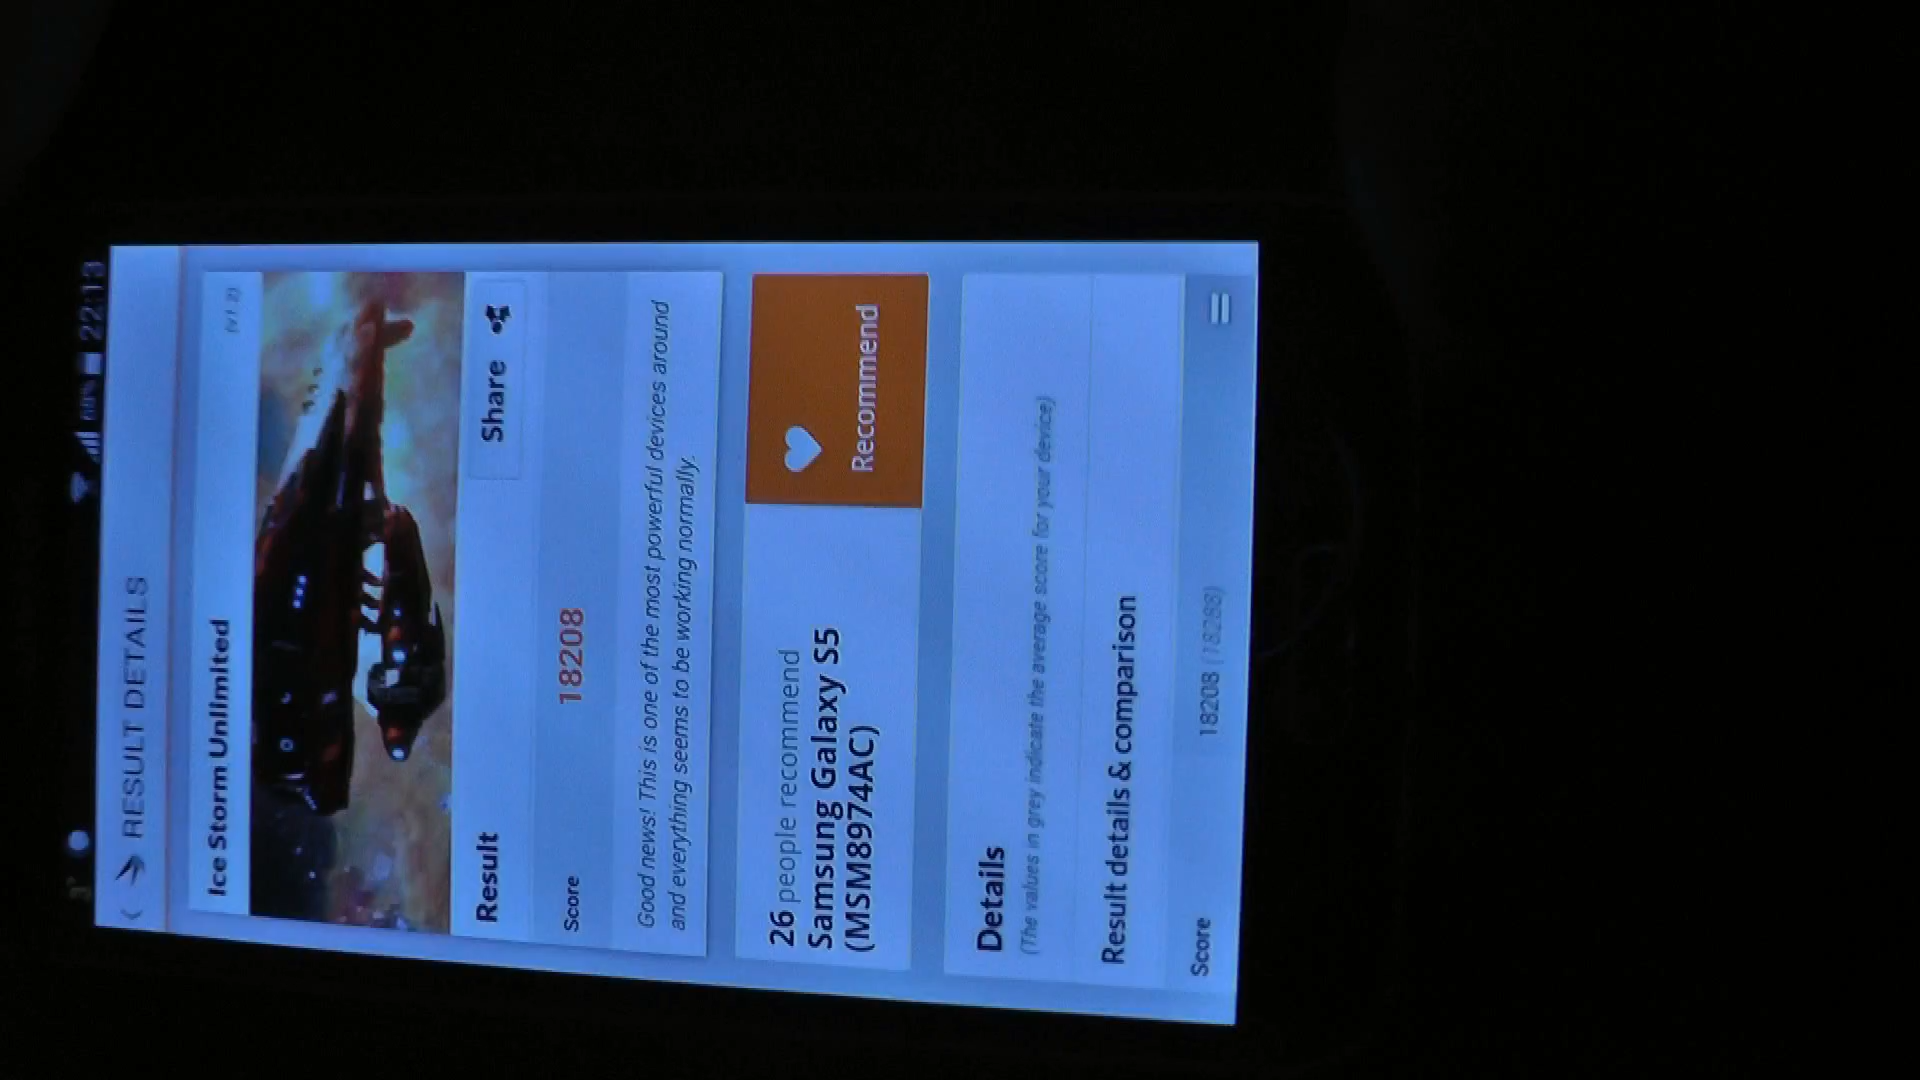 22:13
RESULT DETAILS
Ice Storm Unlimited
(v1.2)
Result
Share
Score
18208
Good news! This is one of the most powerful devices around
and everything seems to be working normally.
26 people recommend
Samsung Galaxy S5
(MSM8974AC)
Recommend
Details
(The values in grey indicate the average score for your device)
Result details & comparison
Score
18208